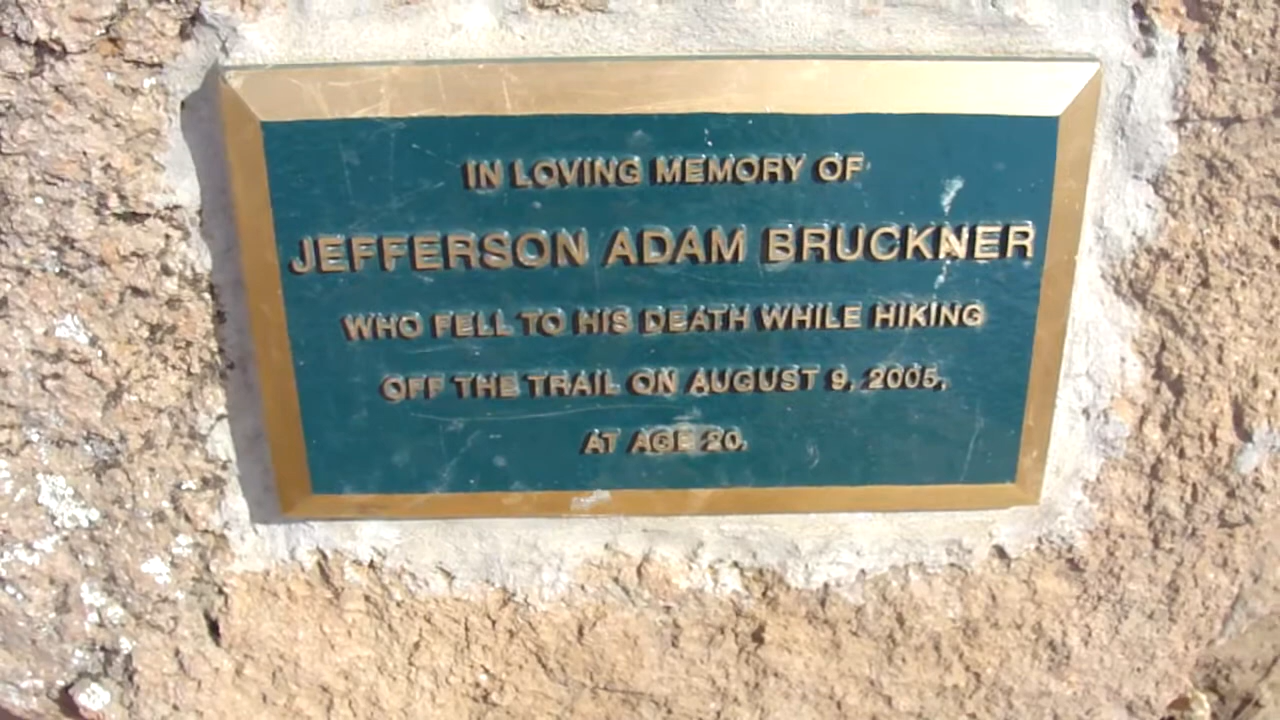 IN LOVING MEMORY OF
JEFFERSON ADAM BRUCKNER
WHO FELL TO HIS DEATH WHILE HIKING
OFF THE TRAIL ON AUGUST 9, 2005,
AT AGE 20.